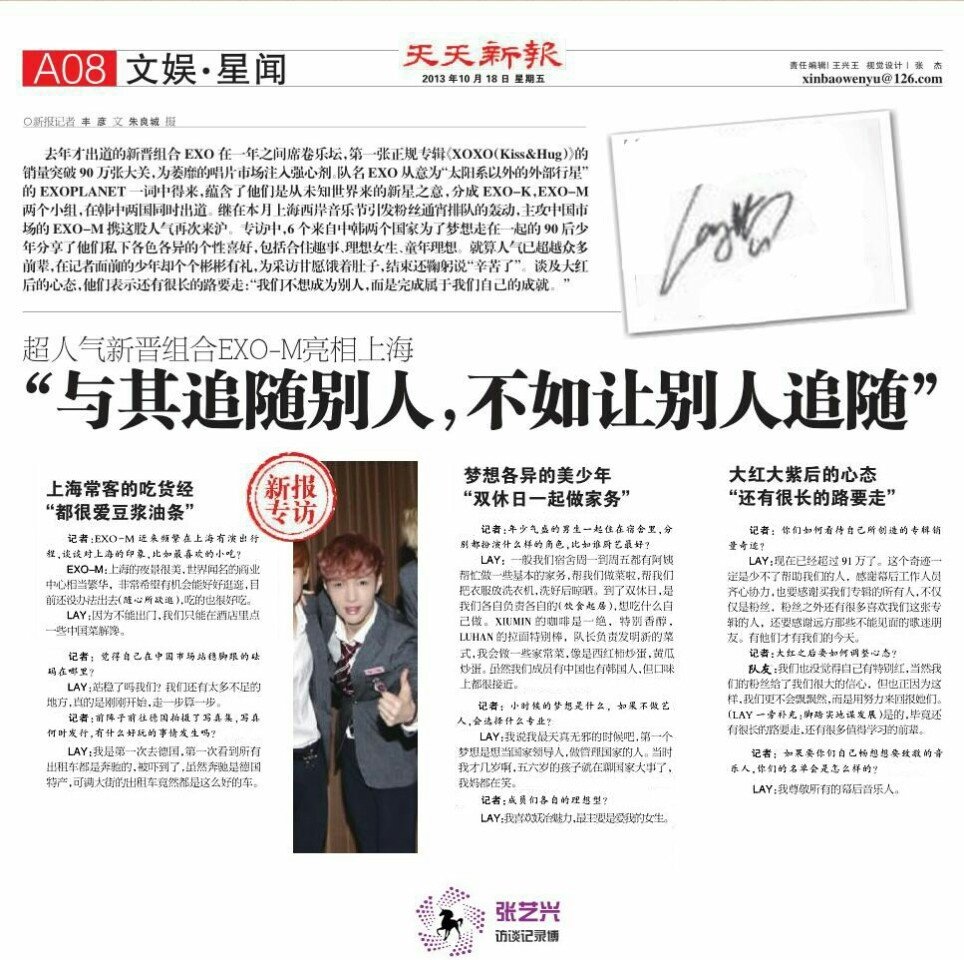 A08 文娱·星闻
天天新報
2013年10月18日 星期五
责任编辑| 王兴王 视觉设计| 张 杰
xinbaowenyu@126.com
○新报记者 丰 彦 文 朱良城 摄
去年才出道的新晋组合EXO在一年之间席卷乐坛，第一张正规专辑《XOXO(Kiss&Hug)》的
销量突破90万张大关，为萎靡的唱片市场注入强心剂。队名EXO从意为“太阳系以外的外部行星”
的EXOPLANET一词中得来，蕴含了他们是从未知世界来的新星之意，分成EXO-K，EXO-M
两个小组，在韩中两国同时出道。继在本月上海西岸音乐节引发粉丝通宵排队的轰动，主攻中国市
场的EXO-M携这股人气再次来沪。专访中，6个来自中韩两个国家为了梦想走在一起的90后少
年分享了他们私下各色各异的个性喜好，包括合住趣事、理想女生、童年理想。就算人气已超越众多
前辈，在记者面前的少年却个个彬彬有礼，为采访甘愿饿着肚子，结束还鞠躬说“辛苦了”。谈及大红
后的心态，他们表示还有很长的路要走：“我们不想成为别人，而是完成属于我们自己的成就。”
Lay
超人气新晋组合EXO-M亮相上海
“与其追随别人，不如让别人追随”
新报
专访
上海常客的吃货经
“都很爱豆浆油条”
记者：EXO-M近来频繁在上海有演出行
程，谈谈对上海的印象，比如最喜欢的小吃？
EXO-M：上海的夜景很美，世界闻名的商业
中心相当繁华，非常希望有机会能好好逛逛，目
前还没办法出去(随心所欲逛)，吃的也很好吃。
LAY：因为不能出门，我们只能在酒店里点
一些中国菜解馋。
记者：觉得自己在中国市场站稳脚跟的砝
码在哪里？
LAY：站稳了吗我们？我们还有太多不足的
地方，真的是刚刚开始，走一步算一步。
记者：前阵子前往德国拍摄了写真集，写真
何时发行，有什么好玩的事情发生吗？
LAY：我是第一次去德国，第一次看到所有
出租车都是奔驰的，被吓到了，虽然奔驰是德国
特产，可满大街的出租车竟然都是这么好的车。
梦想各异的美少年
“双休日一起做家务”
记者：年少气盛的男生一起住在宿舍里，分
别都扮演什么样的角色，比如谁厨艺最好？
LAY：一般我们宿舍周一到周五都有阿姨
帮忙做一些基本的家务，帮我们做菜啦，帮我们
把衣服放洗衣机，洗好后晾晒。到了双休日，是
我们各自负责各自的(饮食起居)，想吃什么自
己做。XIUMIN的咖啡是一绝，特别香醇，
LUHAN的拉面特别棒，队长负责发明新的菜
式，我会做一些家常菜，像是西红柿炒蛋，黄瓜
炒蛋。虽然我们成员有中国也有韩国人，但口味
上都很接近。
记者：小时候的梦想是什么，如果不做艺
人，会选择什么专业？
LAY：我说我最天真无邪的时候吧，第一个
梦想是想当国家领导人，做管理国家的人。当时
我才几岁啊，五六岁的孩子就在聊国家大事了，
我妈都在笑。
记者：成员们各自的理想型？
LAY：我喜欢妖冶魅力，最主要是爱我的女生。
大红大紫后的心态
“还有很长的路要走”
记者：你们如何看待自己所创造的专辑销
量奇迹？
LAY：现在已经超过91万了。这个奇迹一
定是少不了帮助我们的人，感谢幕后工作人员
齐心协力，也要感谢买我们专辑的所有人，不仅
仅是粉丝，粉丝之外还有很多喜欢我们这张专
辑的人，还要感谢远方那些不能见面的歌迷朋
友。有他们才有我们的今天。
记者：大红之后要如何调整心态？
队友：我们也没觉得自己有特别红，当然我
们的粉丝给了我们很大的信心，但也正因为这
样，我们更不会飘飘然，而是用努力来回报她们。
(LAY一旁补充：脚踏实地谋发展)是的，毕竟还
有很长的路要走，还有很多值得学习的前辈。
记者：如果要你们自己畅想想要致敬的音
乐人，你们的名单会是怎么样的？
LAY：我尊敬所有的幕后音乐人。
张艺兴
访谈记录博